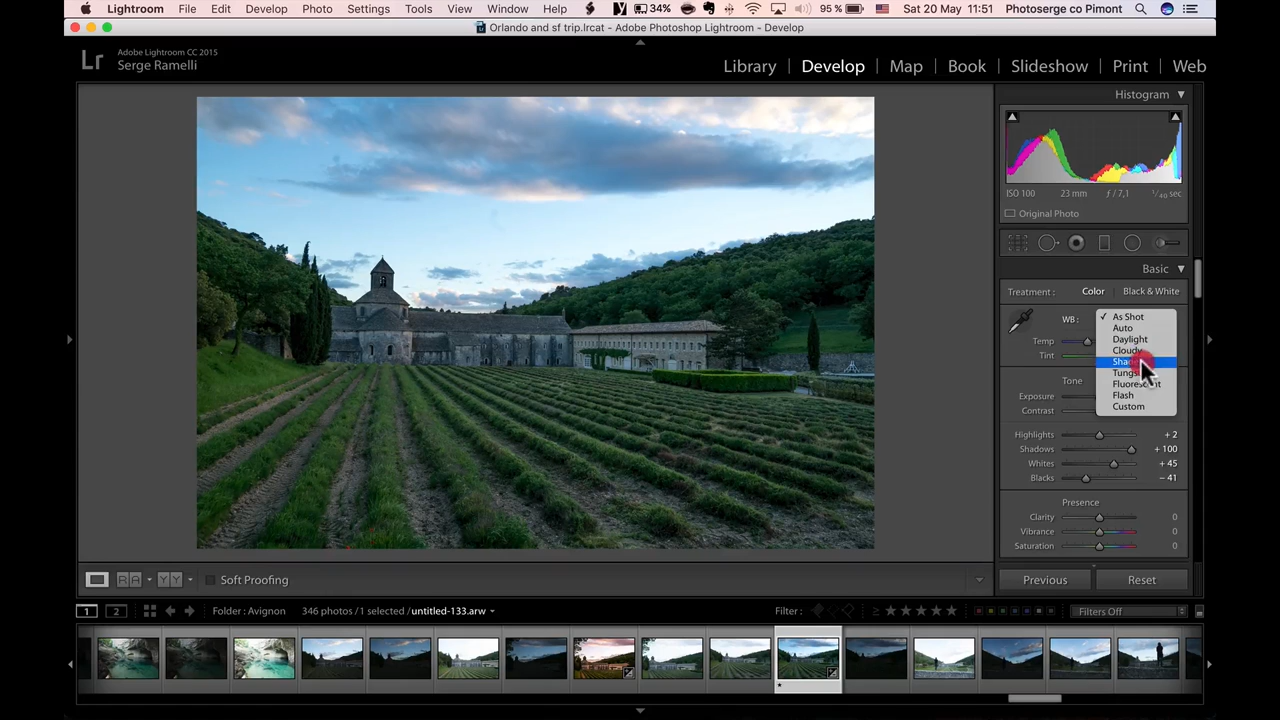 Lightroom File Edit Develop Photo Settings Tools View Window Help 34% 95 % Sat 20 May 11:51 Photoserge co Pimont
Orlando and sf trip.lrcat - Adobe Photoshop Lightroom - Develop
Lr Adobe Lightroom CC 2015
Serge Ramelli
Library | Develop | Map | Book | Slideshow | Print | Web
Histogram
ISO 100 23 mm ƒ / 7,1 ¹/₄₀ sec
Original Photo
Basic
Treatment : Color | Black & White
WB :
As Shot
Auto
Daylight
Cloudy
Temp
Tint
Fluorescent
Flash
Custom
Tone
Exposure
Contrast
Highlights + 2
Shadows + 100
Whites + 45
Blacks − 41
Presence
Clarity 0
Vibrance 0
Saturation 0
Previous Reset
R A Y Y Soft Proofing
1 2 Folder : Avignon 346 photos / 1 selected / untitled-133.arw Filter : ≥ ★★★★★ Filters Off